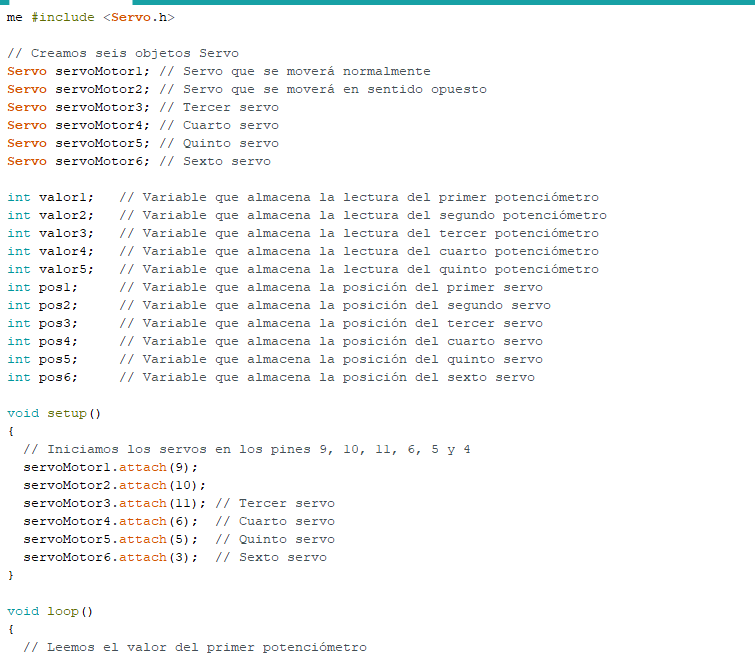 me #include <Servo.h>
// Creamos seis objetos Servo
Servo servoMotor1; // Servo que se moverá normalmente
Servo servoMotor2; // Servo que se moverá en sentido opuesto
Servo servoMotor3; // Tercer servo
Servo servoMotor4; // Cuarto servo
Servo servoMotor5; // Quinto servo
Servo servoMotor6; // Sexto servo
int valor1;   // Variable que almacena la lectura del primer potenciómetro
int valor2;   // Variable que almacena la lectura del segundo potenciómetro
int valor3;   // Variable que almacena la lectura del tercer potenciómetro
int valor4;   // Variable que almacena la lectura del cuarto potenciómetro
int valor5;   // Variable que almacena la lectura del quinto potenciómetro
int pos1;     // Variable que almacena la posición del primer servo
int pos2;     // Variable que almacena la posición del segundo servo
int pos3;     // Variable que almacena la posición del tercer servo
int pos4;     // Variable que almacena la posición del cuarto servo
int pos5;     // Variable que almacena la posición del quinto servo
int pos6;     // Variable que almacena la posición del sexto servo
void setup()
{
  // Iniciamos los servos en los pines 9, 10, 11, 6, 5 y 4
  servoMotor1.attach(9);
  servoMotor2.attach(10);
  servoMotor3.attach(11); // Tercer servo
  servoMotor4.attach(6);  // Cuarto servo
  servoMotor5.attach(5);  // Quinto servo
  servoMotor6.attach(3);  // Sexto servo
}
void loop()
{
  // Leemos el valor del primer potenciómetro